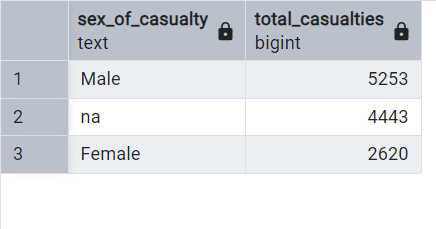 sex_of_casualty total_casualties
text bigint
1 Male 5253
2 na 4443
3 Female 2620